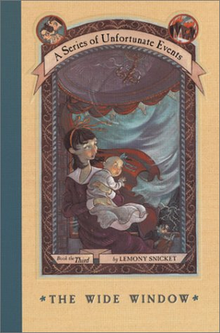 A Series of Unfortunate Events
Book the Third by LEMONY SNICKET
* THE WIDE WINDOW *